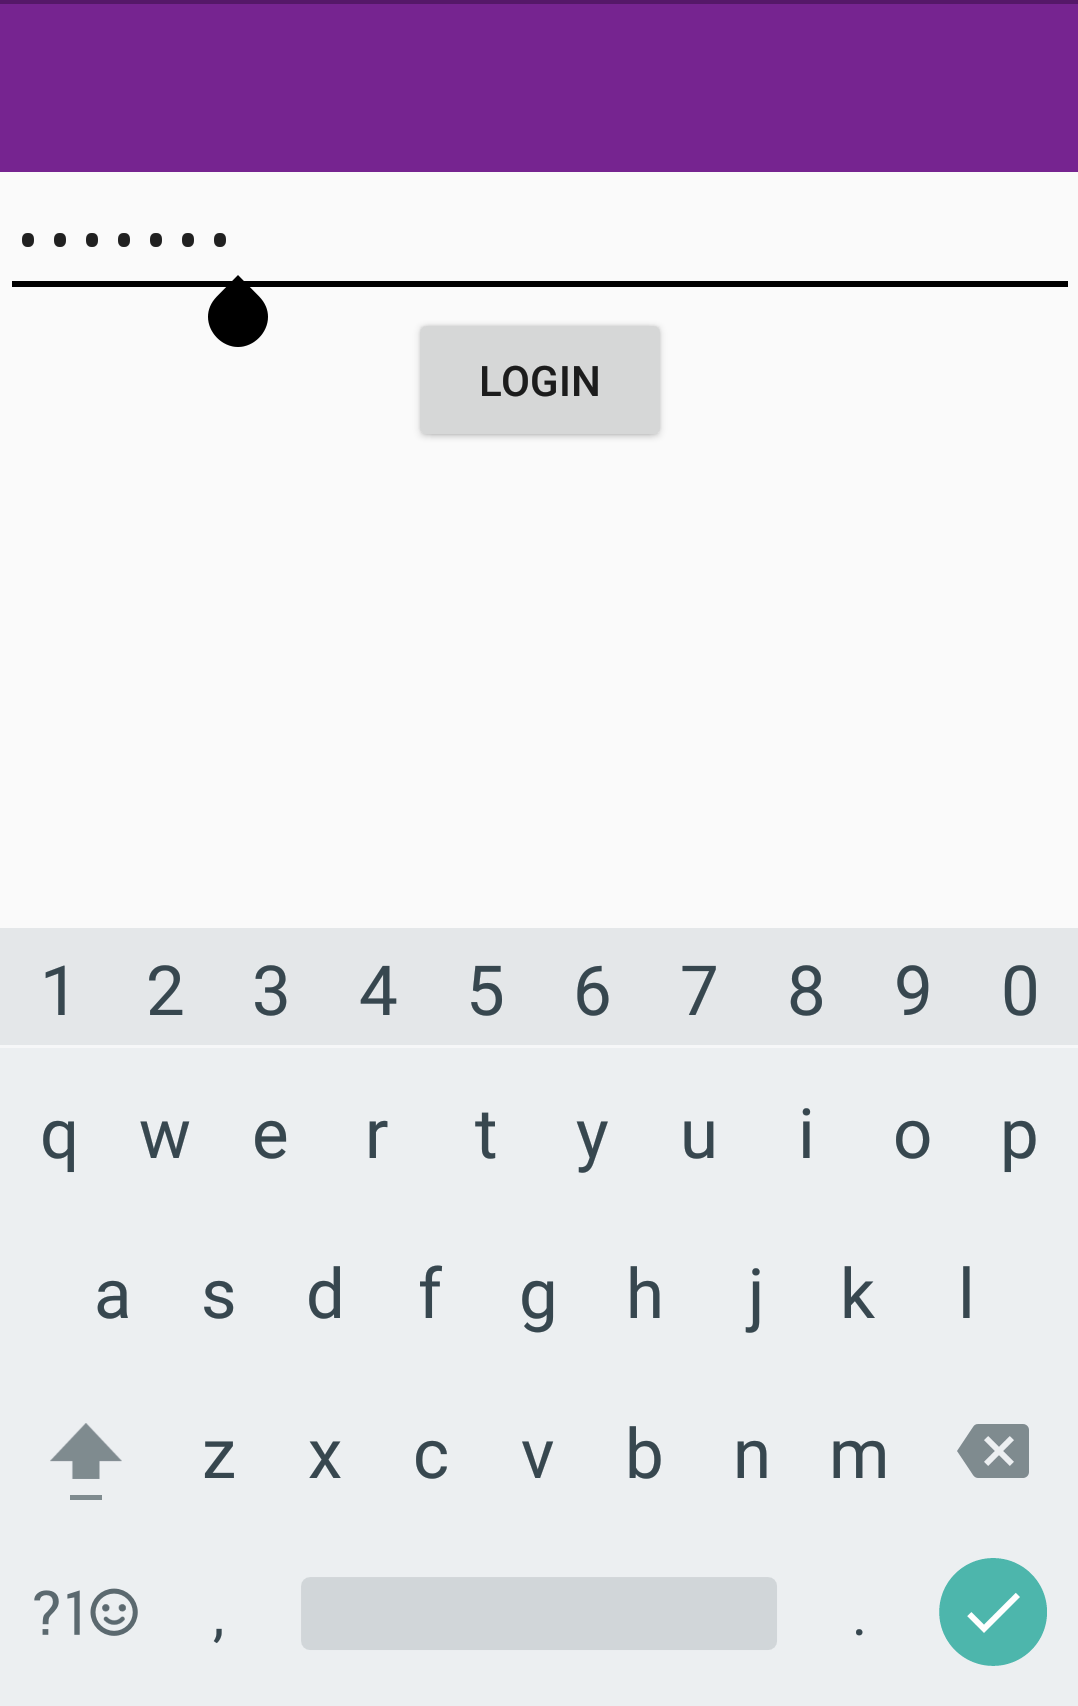 •••••••
LOGIN
1 2 3 4 5 6 7 8 9 0
q w e r t y u i o p
a s d f g h j k l
z x c v b n m
?1☺ , .